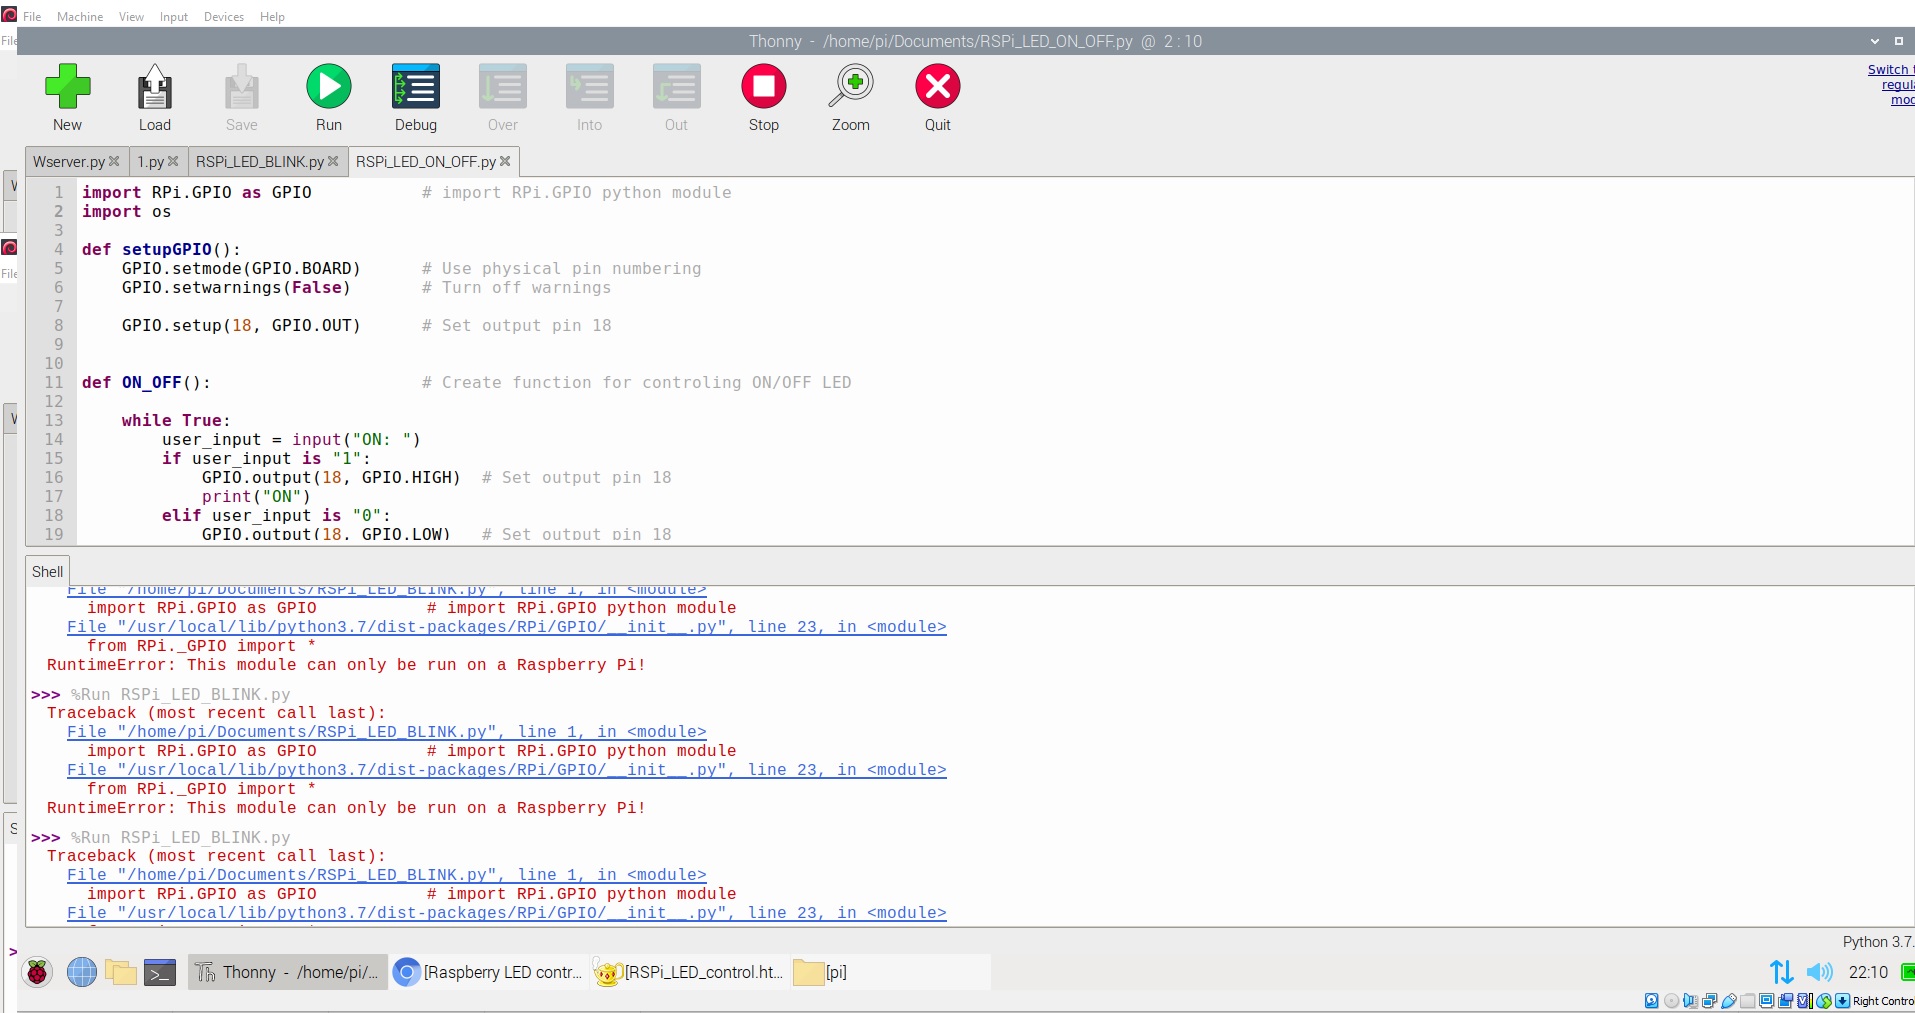 File Machine View Input Devices Help
File
Thonny - /home/pi/Documents/RSPi_LED_ON_OFF.py @ 2 : 10
New Load Save Run Debug Over Into Out Stop Zoom Quit
Switch
Wserver.py 1.py RSPi_LED_BLINK.py RSPi_LED_ON_OFF.py
1 import RPi.GPIO as GPIO # import RPi.GPIO python module
2 import os
3
4 def setupGPIO():
5 GPIO.setmode(GPIO.BOARD) # Use physical pin numbering
6 GPIO.setwarnings(False) # Turn off warnings
7
8 GPIO.setup(18, GPIO.OUT) # Set output pin 18
9
10
11 def ON_OFF(): # Create function for controling ON/OFF LED
12
13 while True:
14 user_input = input("ON: ")
15 if user_input is "1":
16 GPIO.output(18, GPIO.HIGH) # Set output pin 18
17 print("ON")
18 elif user_input is "0":
19 GPIO.output(18, GPIO.LOW) # Set output pin 18
Shell
File "/home/pi/Documents/RSPi_LED_BLINK.py", line 1, in <module>
import RPi.GPIO as GPIO # import RPi.GPIO python module
File "/usr/local/lib/python3.7/dist-packages/RPi/GPIO/__init__.py", line 23, in <module>
from RPi._GPIO import *
RuntimeError: This module can only be run on a Raspberry Pi!
>>> %Run RSPi_LED_BLINK.py
Traceback (most recent call last):
File "/home/pi/Documents/RSPi_LED_BLINK.py", line 1, in <module>
import RPi.GPIO as GPIO # import RPi.GPIO python module
File "/usr/local/lib/python3.7/dist-packages/RPi/GPIO/__init__.py", line 23, in <module>
from RPi._GPIO import *
RuntimeError: This module can only be run on a Raspberry Pi!
>>> %Run RSPi_LED_BLINK.py
Traceback (most recent call last):
File "/home/pi/Documents/RSPi_LED_BLINK.py", line 1, in <module>
import RPi.GPIO as GPIO # import RPi.GPIO python module
File "/usr/local/lib/python3.7/dist-packages/RPi/GPIO/__init__.py", line 23, in <module>
Python 3.7.
Thonny - /home/pi/... [Raspberry LED contr... [RSPi_LED_control.ht... [pi] 22:10
Right Contro